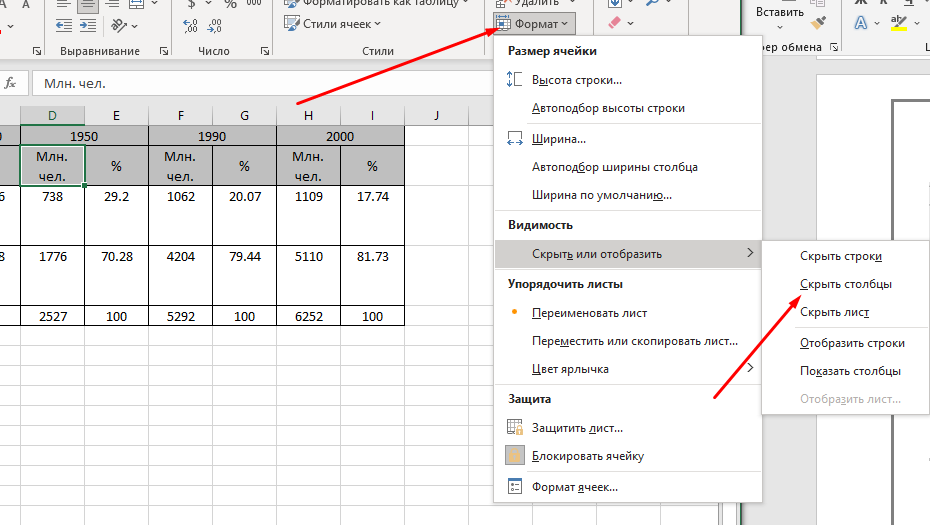 Форматировать как таблицу
Удалить
Стили ячеек
Формат
Вставить
Ж К
Выравнивание
Число
Стили
ер обмена
A
fx
Млн. чел.
D E F G H I J
0 1950 1990 2000
Млн. чел. % Млн. чел. % Млн. чел. %
6 738 29.2 1062 20.07 1109 17.74
8 1776 70.28 4204 79.44 5110 81.73
2527 100 5292 100 6252 100
Размер ячейки
Высота строки...
Автоподбор высоты строки
Ширина...
Автоподбор ширины столбца
Ширина по умолчанию...
Видимость
Скрыть или отобразить
Упорядочить листы
Переименовать лист
Переместить или скопировать лист...
Цвет ярлычка
Защита
Защитить лист...
Блокировать ячейку
Формат ячеек...
Скрыть строки
Скрыть столбцы
Скрыть лист
Отобразить строки
Показать столбцы
Отобразить лист...